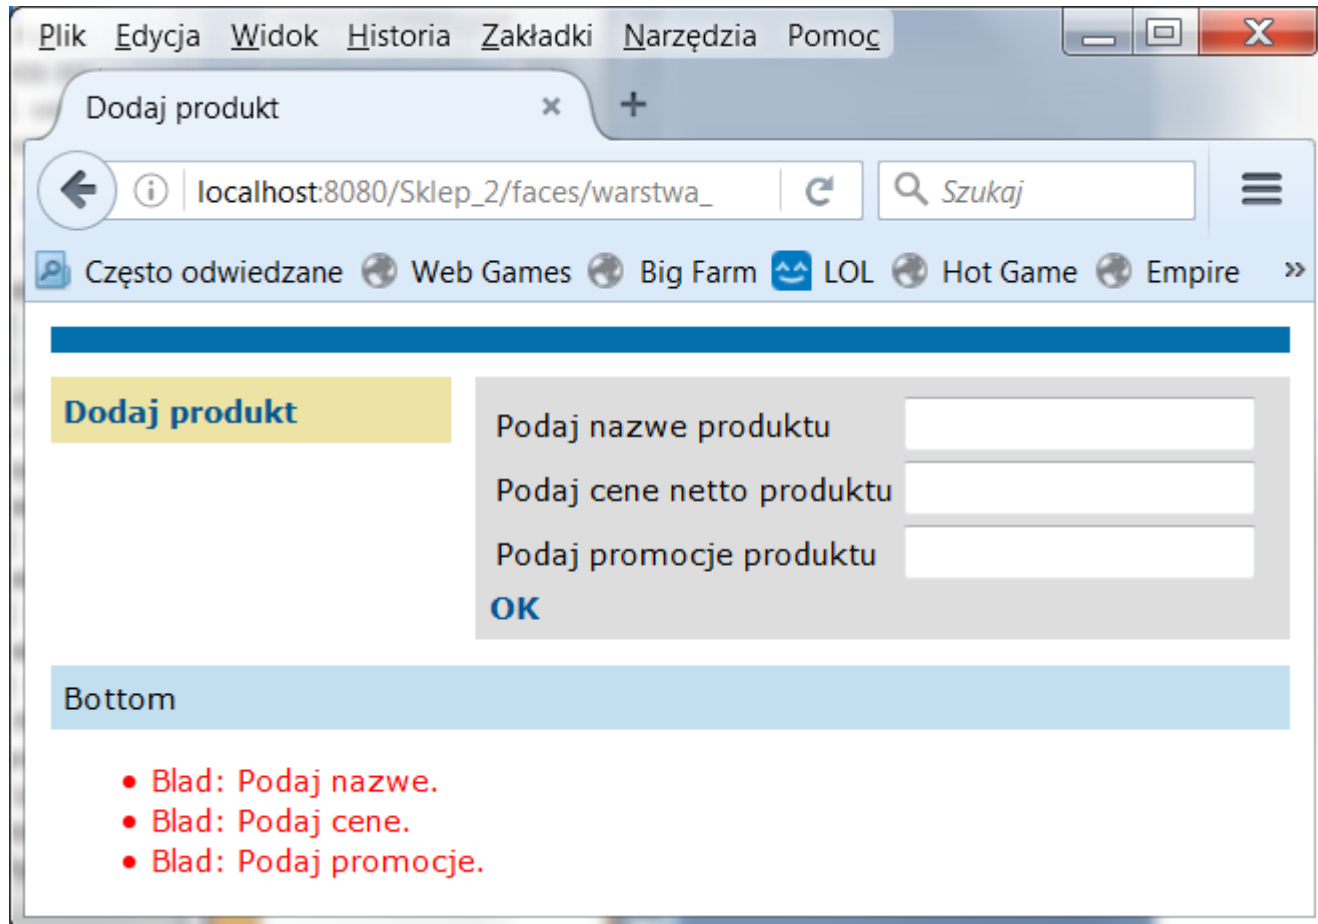 Plik Edycja Widok Historia Zakładki Narzędzia Pomoc
Dodaj produkt
localhost:8080/Sklep_2/faces/warstwa_ Szukaj
Często odwiedzane Web Games Big Farm LOL Hot Game Empire
Dodaj produkt
Podaj nazwe produktu
Podaj cene netto produktu
Podaj promocje produktu
OK
Bottom
Blad: Podaj nazwe.
Blad: Podaj cene.
Blad: Podaj promocje.